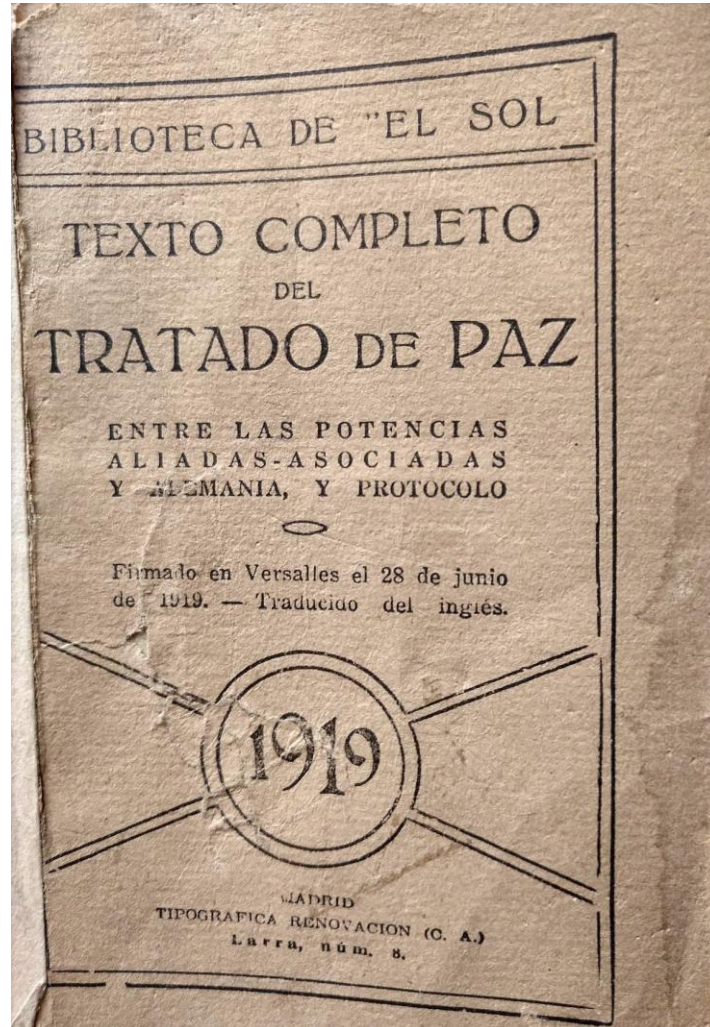 BIBLIOTECA DE "EL SOL
TEXTO COMPLETO
DEL
TRATADO DE PAZ
ENTRE LAS POTENCIAS
ALIADAS-ASOCIADAS
Y ALEMANIA, Y PROTOCOLO
Firmado en Versalles el 28 de junio
de 1919. — Traducido del inglés.
1919
MADRID
TIPOGRAFICA RENOVACION (C. A.)
Larra, núm. 8.